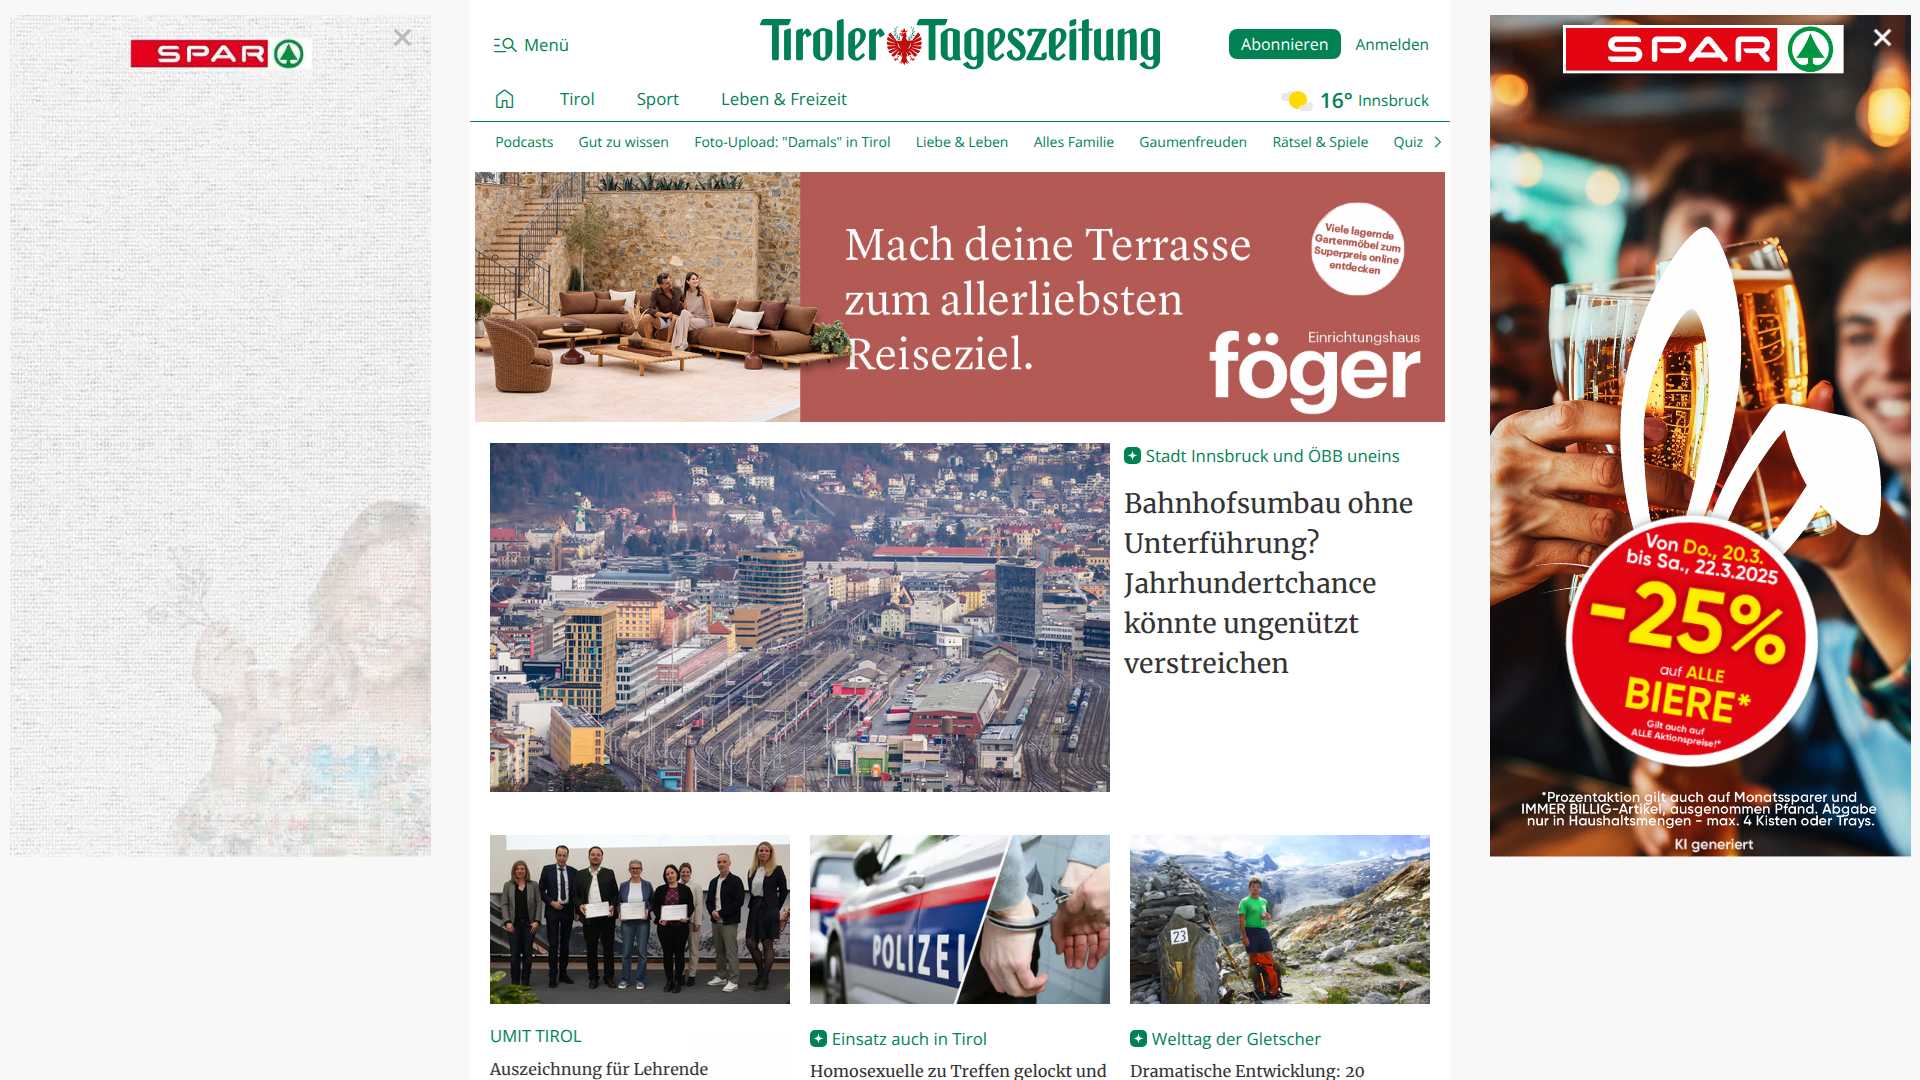 SPAR
Menü
Tiroler Tageszeitung
Abonnieren
Anmelden
Tirol
Sport
Leben & Freizeit
16° Innsbruck
Podcasts
Gut zu wissen
Foto-Upload: "Damals" in Tirol
Liebe & Leben
Alles Familie
Gaumenfreuden
Rätsel & Spiele
Quiz
Mach deine Terrasse
zum allerliebsten
Reiseziel.
Viele lagernde
Gartenmöbel zum
Superpreis online
entdecken
Einrichtungshaus
föger
Stadt Innsbruck und ÖBB uneins
Bahnhofsumbau ohne
Unterführung?
Jahrhundertchance
könnte ungenützt
verstreichen
POLIZEI
23
UMIT TIROL
Auszeichnung für Lehrende
Einsatz auch in Tirol
Homosexuelle zu Treffen gelockt und
Welttag der Gletscher
Dramatische Entwicklung: 20
SPAR
Von Do., 20.3.
bis Sa., 22.3.2025
-25%
auf ALLE
BIERE*
Gilt auch auf
ALLE Aktionspreise!*
*Prozentaktion gilt auch auf Monatssparer und
IMMER BILLIG-Artikel, ausgenommen Pfand. Abgabe
nur in Haushaltsmengen - max. 4 Kisten oder Trays.
KI generiert